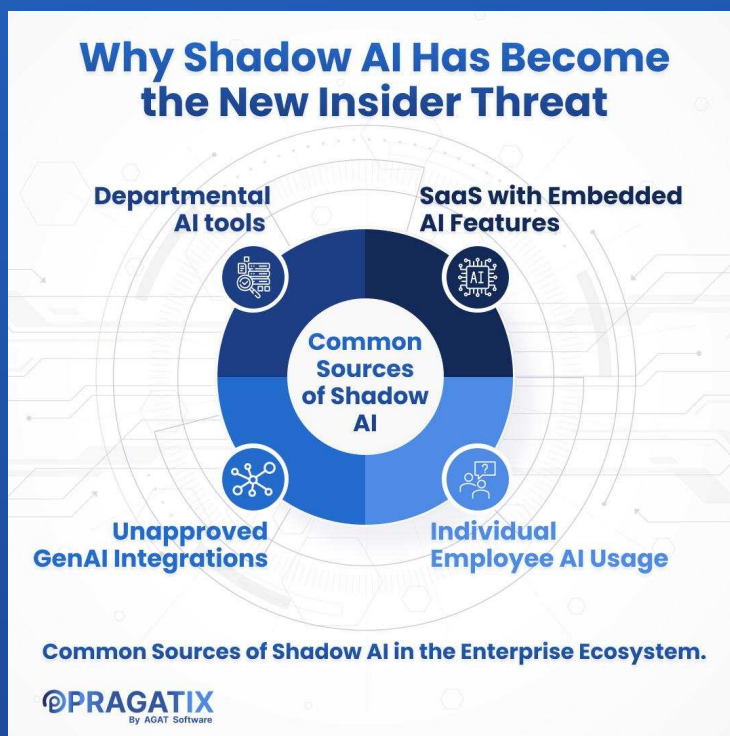 Why Shadow AI Has Become
the New Insider Threat
Departmental
AI tools
SaaS with Embedded
AI Features
AI
Common
Sources
of Shadow
AI
?
Unapproved
GenAI Integrations
Individual
Employee AI Usage
Common Sources of Shadow AI in the Enterprise Ecosystem.
PRAGATIX
By AGAT Software